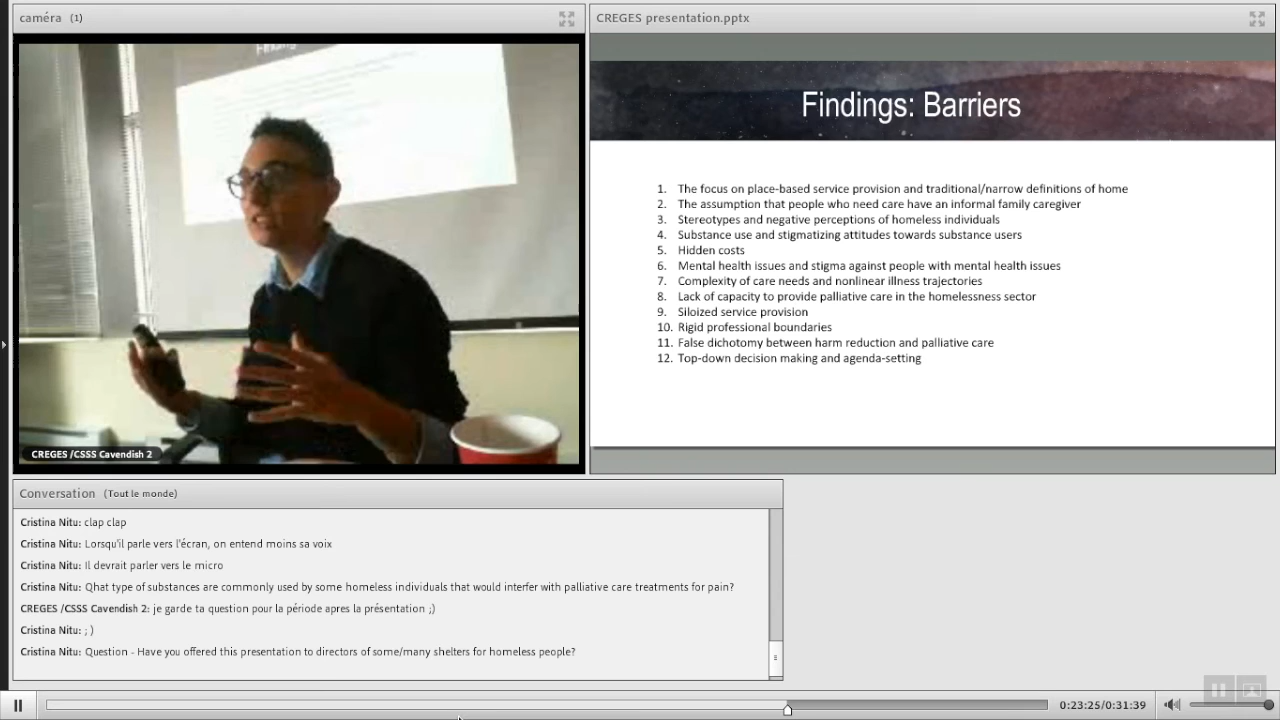 caméra (1)
CREGES presentation.pptx
CREGES /CSSS Cavendish 2
Findings: Barriers
1. The focus on place-based service provision and traditional/narrow definitions of home
2. The assumption that people who need care have an informal family caregiver
3. Stereotypes and negative perceptions of homeless individuals
4. Substance use and stigmatizing attitudes towards substance users
5. Hidden costs
6. Mental health issues and stigma against people with mental health issues
7. Complexity of care needs and nonlinear illness trajectories
8. Lack of capacity to provide palliative care in the homelessness sector
9. Siloized service provision
10. Rigid professional boundaries
11. False dichotomy between harm reduction and palliative care
12. Top-down decision making and agenda-setting
Conversation (Tout le monde)
Cristina Nitu: clap clap
Cristina Nitu: Lorsqu'il parle vers l'écran, on entend moins sa voix
Cristina Nitu: Il devrait parler vers le micro
Cristina Nitu: Qhat type of substances are commonly used by some homeless individuals that would interfer with palliative care treatments for pain?
CREGES /CSSS Cavendish 2: je garde ta question pour la période apres la présentation ;)
Cristina Nitu: ; )
Cristina Nitu: Question - Have you offered this presentation to directors of some/many shelters for homeless people?
0:23:25/0:31:39